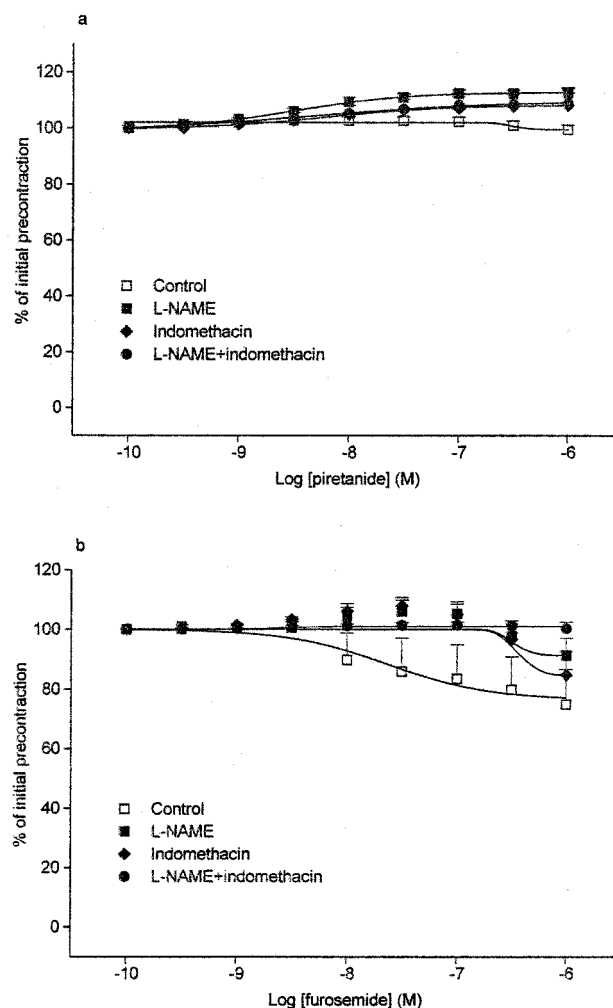 a
% of initial precontraction
120
100
80
60
40
20
0
Control
L-NAME
Indomethacin
L-NAME+indomethacin
-10
-9
-8
-7
-6
Log [piretanide] (M)
b
% of initial precontraction
120
100
80
60
40
20
0
Control
L-NAME
Indomethacin
L-NAME+indomethacin
-10
-9
-8
-7
-6
Log [furosemide] (M)